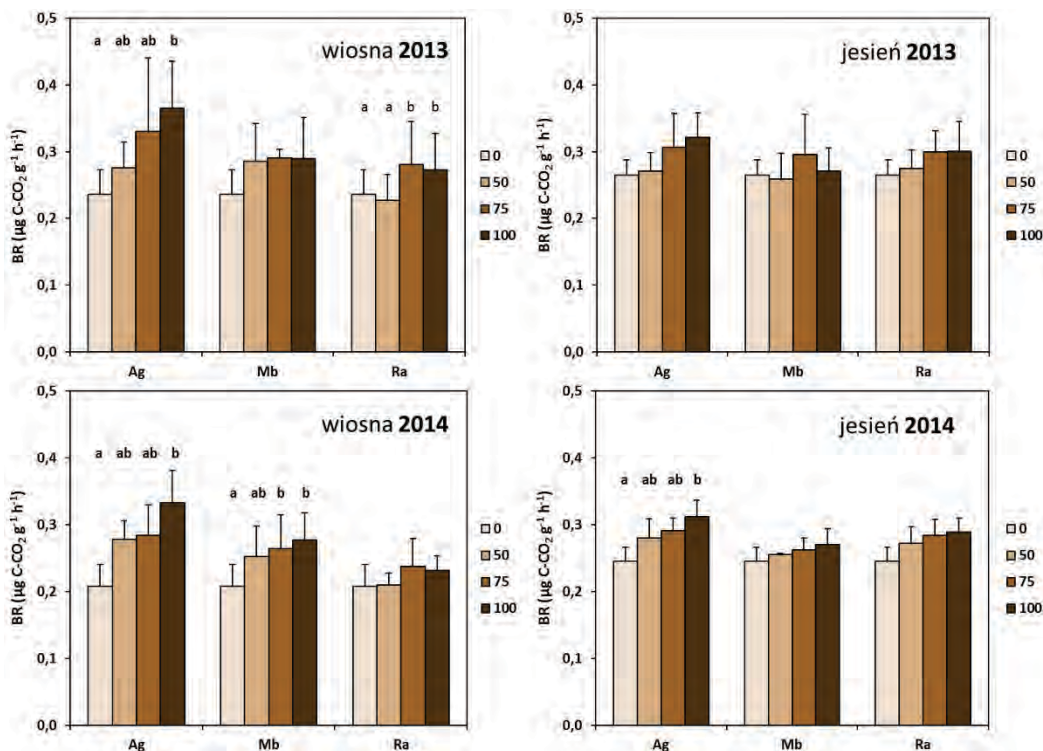 0,5
0,4
0,3
0,2
0,1
0,0
BR (µg C-CO₂ g⁻¹ h⁻¹)
wiosna 2013
a ab ab b
a a b b
Ag Mb Ra
0
50
75
100
0,5
0,4
0,3
0,2
0,1
0,0
BR (µg C-CO₂ g⁻¹ h⁻¹)
jesień 2013
Ag Mb Ra
0
50
75
100
0,5
0,4
0,3
0,2
0,1
0,0
BR (µg C-CO₂ g⁻¹ h⁻¹)
wiosna 2014
a ab ab b
a ab b b
Ag Mb Ra
0
50
75
100
0,5
0,4
0,3
0,2
0,1
0,0
BR (µg C-CO₂ g⁻¹ h⁻¹)
jesień 2014
a ab ab b
Ag Mb Ra
0
50
75
100